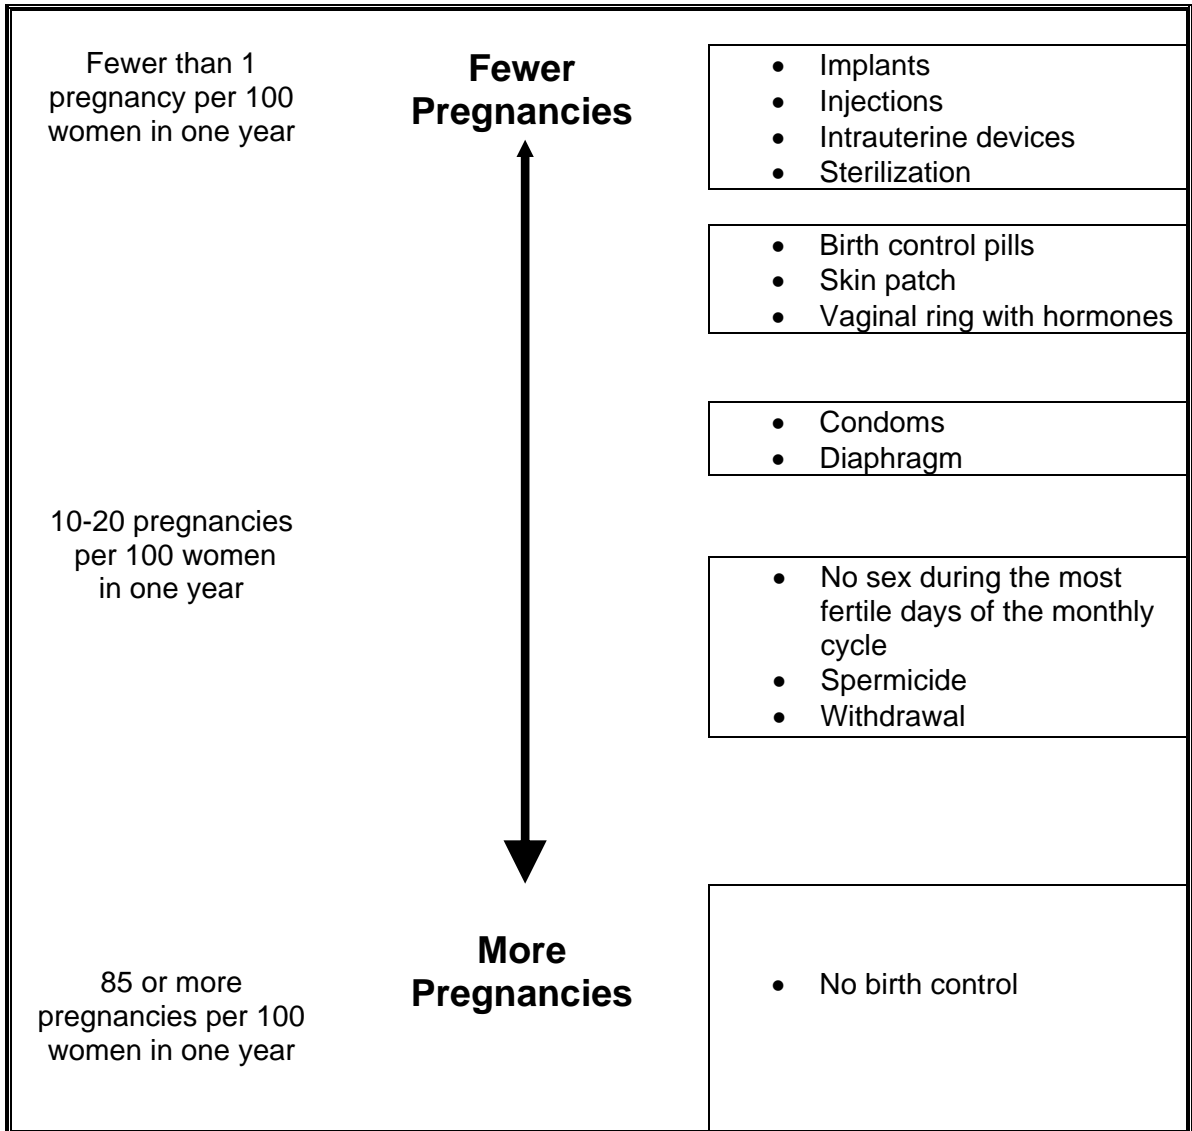 Fewer than 1
pregnancy per 100
women in one year
Fewer
Pregnancies
• Implants
• Injections
• Intrauterine devices
• Sterilization
• Birth control pills
• Skin patch
• Vaginal ring with hormones
• Condoms
• Diaphragm
10-20 pregnancies
per 100 women
in one year
• No sex during the most
fertile days of the monthly
cycle
• Spermicide
• Withdrawal
More
Pregnancies
85 or more
pregnancies per 100
women in one year
• No birth control